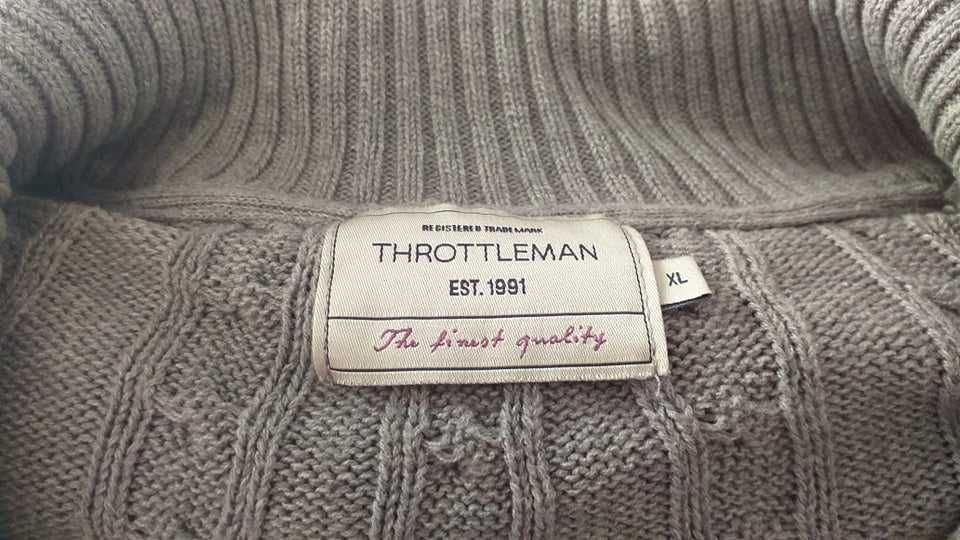 REGISTERED TRADE MARK
THROTTLEMAN
EST. 1991
XL
The finest quality